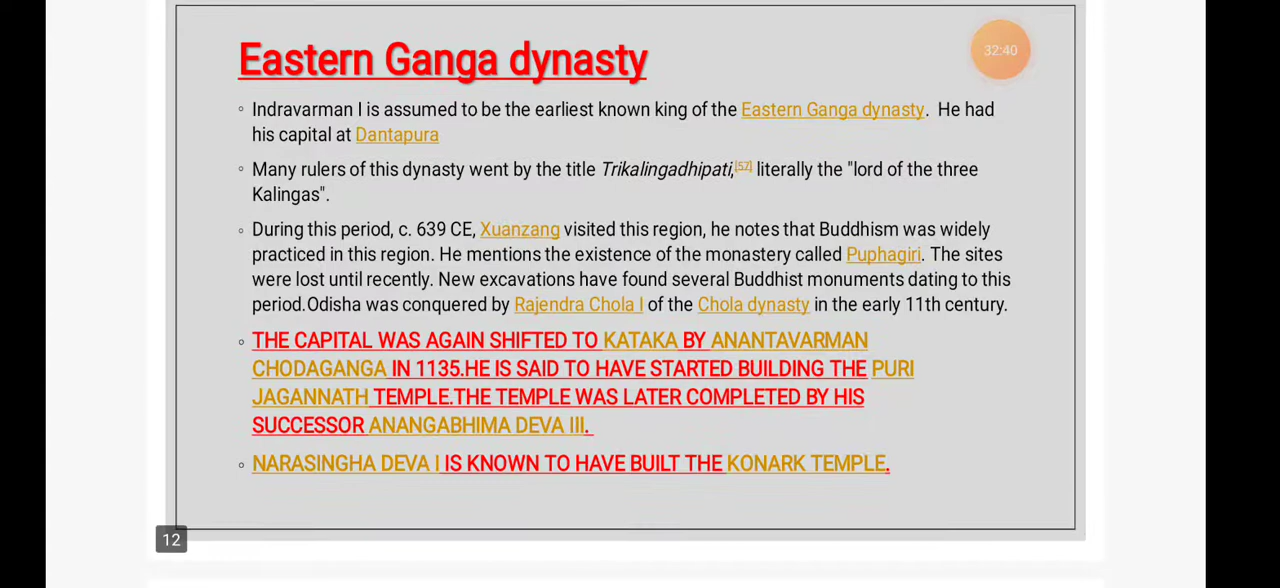 Eastern Ganga dynasty
32:40
◦ Indravarman I is assumed to be the earliest known king of the Eastern Ganga dynasty. He had
his capital at Dantapura
◦ Many rulers of this dynasty went by the title Trikalingadhipati,[57] literally the "lord of the three
Kalingas".
◦ During this period, c. 639 CE, Xuanzang visited this region, he notes that Buddhism was widely
practiced in this region. He mentions the existence of the monastery called Puphagiri. The sites
were lost until recently. New excavations have found several Buddhist monuments dating to this
period.Odisha was conquered by Rajendra Chola I of the Chola dynasty in the early 11th century.
◦ THE CAPITAL WAS AGAIN SHIFTED TO KATAKA BY ANANTAVARMAN
CHODAGANGA IN 1135.HE IS SAID TO HAVE STARTED BUILDING THE PURI
JAGANNATH TEMPLE.THE TEMPLE WAS LATER COMPLETED BY HIS
SUCCESSOR ANANGABHIMA DEVA III.
◦ NARASINGHA DEVA I IS KNOWN TO HAVE BUILT THE KONARK TEMPLE.
12